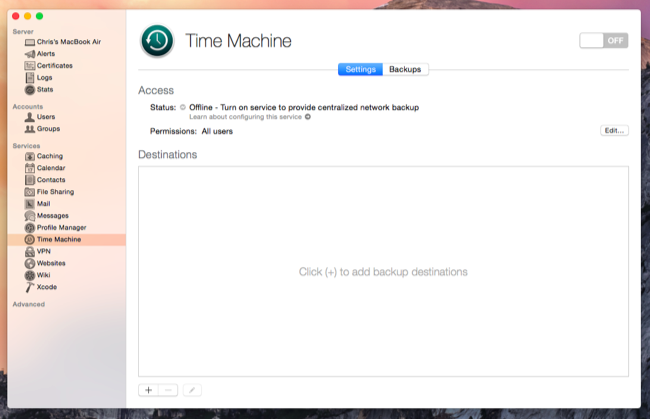 Server
Chris's MacBook Air
Alerts
Certificates
Logs
Stats
Accounts
Users
Groups
Services
Caching
Calendar
Contacts
File Sharing
Mail
Messages
Profile Manager
Time Machine
VPN
Websites
Wiki
Xcode
Advanced
Time Machine
OFF
Settings
Backups
Access
Status: Offline - Turn on service to provide centralized network backup
Learn about configuring this service
Permissions: All users
Edit...
Destinations
Click (+) to add backup destinations